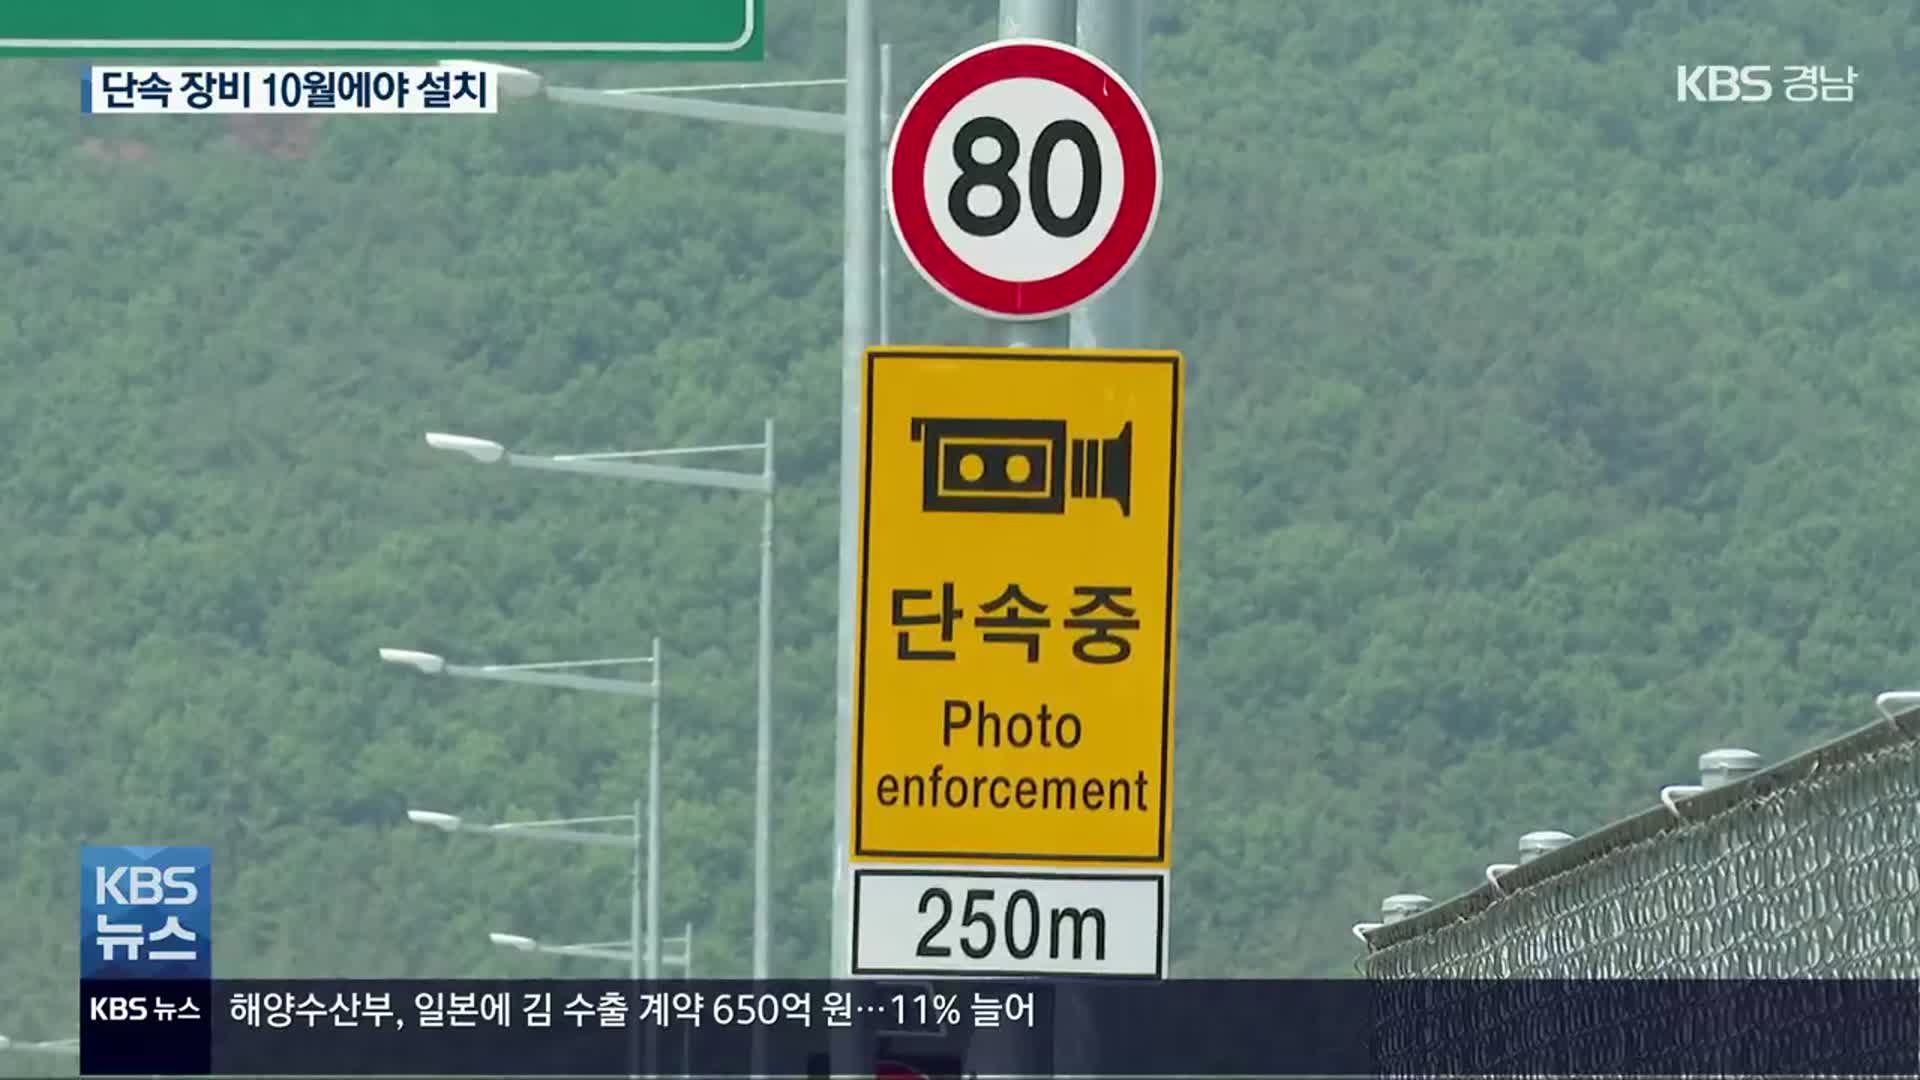 단속 장비 10월에야 설치
KBS 경남
80
단속중
Photo
enforcement
250m
KBS
뉴스
KBS 뉴스
해양수산부, 일본에 김 수출 계약 650억 원…11% 늘어